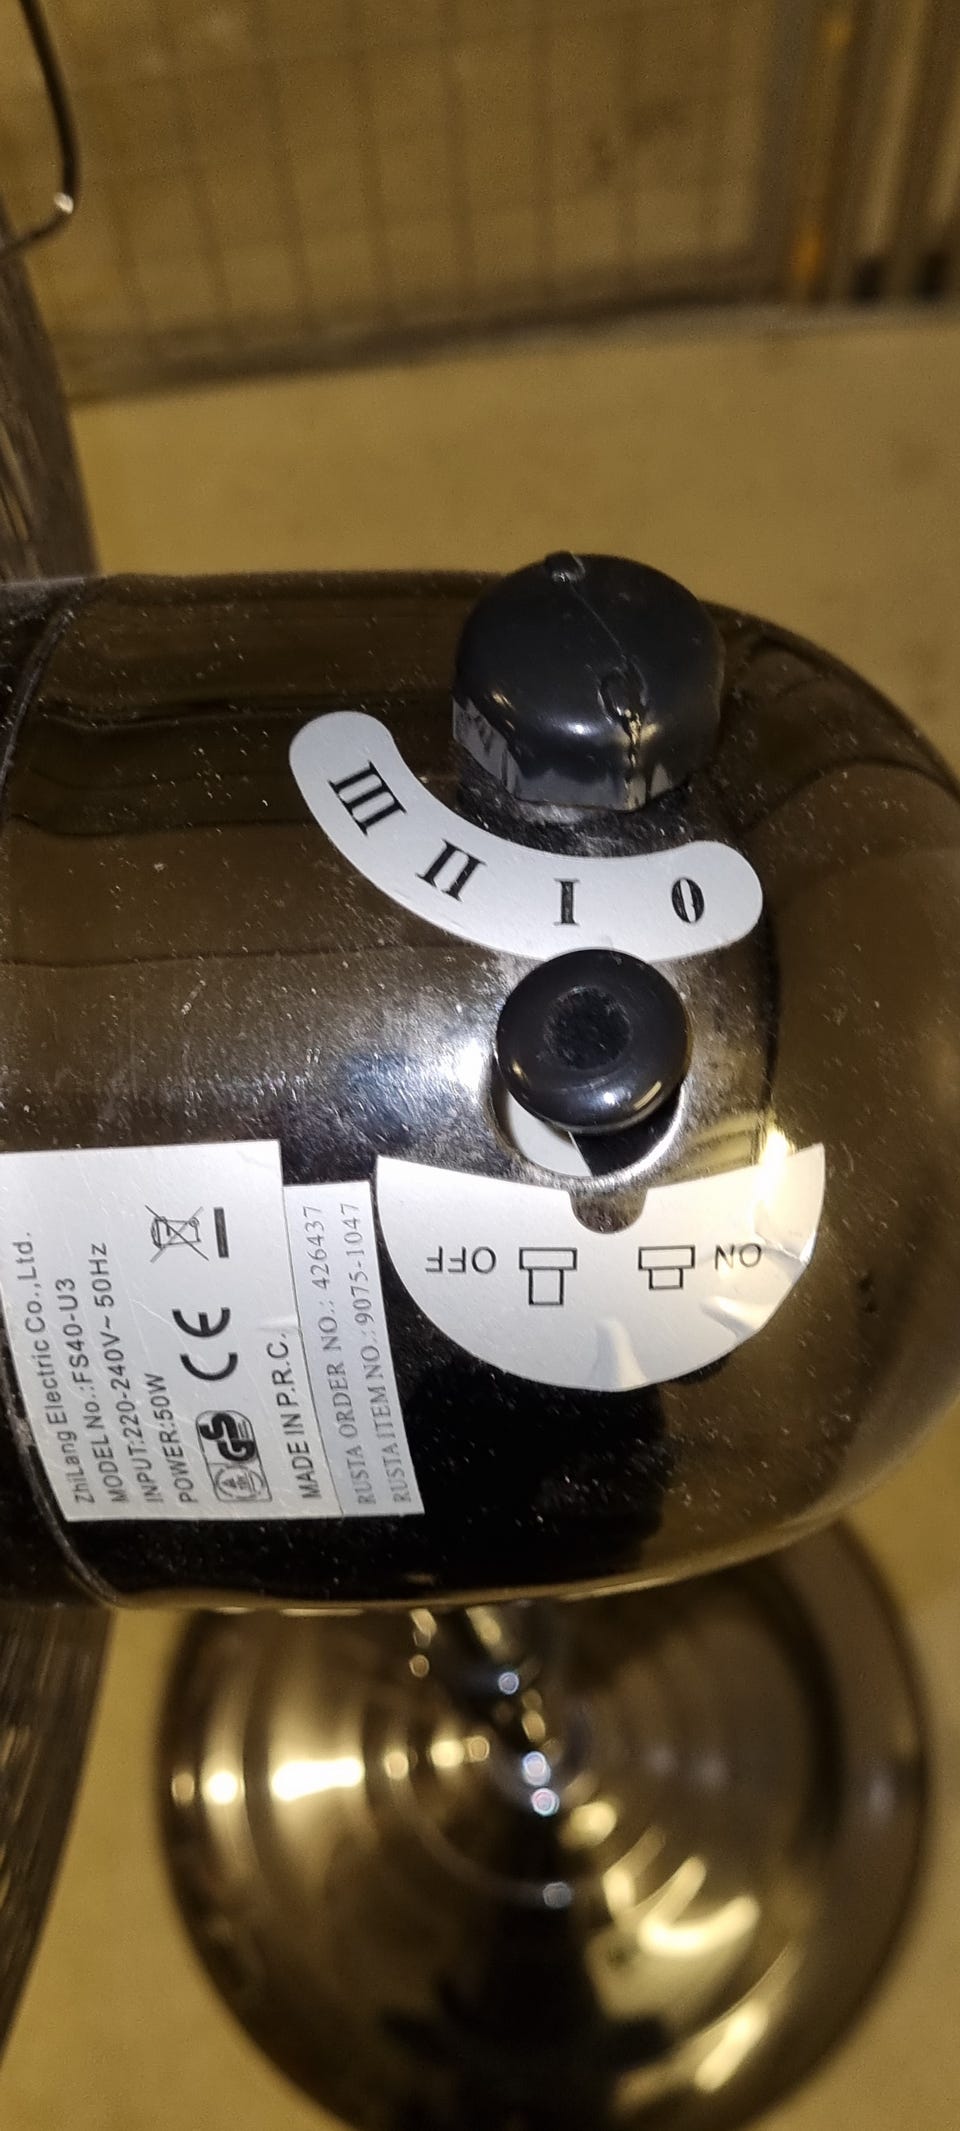 III II I 0
OFF ON
ZhiLang Electric Co.,Ltd.
MODEL No.:FS40-U3
INPUT:220-240V~ 50Hz
POWER:50W
GS CE
MADE IN P.R.C.
RUSTA ORDER NO.: 426437
RUSTA ITEM NO.: 9075-1047